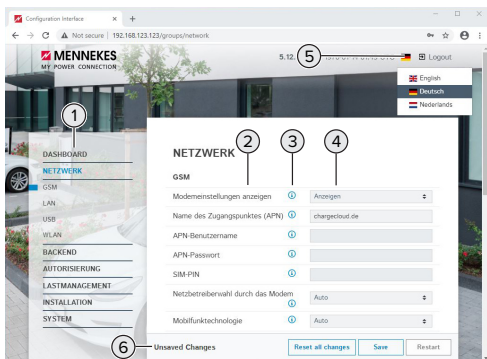 Configuration Interface
Not secure | 192.168.123.123/groups/network
MENNEKES
MY POWER CONNECTION
5.12.
5
Logout
English
Deutsch
Nederlands
1
2
3
4
DASHBOARD
NETZWERK
GSM
LAN
USB
WLAN
BACKEND
AUTORISIERUNG
LASTMANAGEMENT
INSTALLATION
SYSTEM
NETZWERK
GSM
Modemeinstellungen anzeigen
Anzeigen
Name des Zugangspunktes (APN)
chargecloud.de
APN-Benutzername
APN-Passwort
SIM-PIN
Netzbetreiberwahl durch das Modem
Auto
Mobilfunktechnologie
Auto
6
Unsaved Changes
Reset all changes
Save
Restart